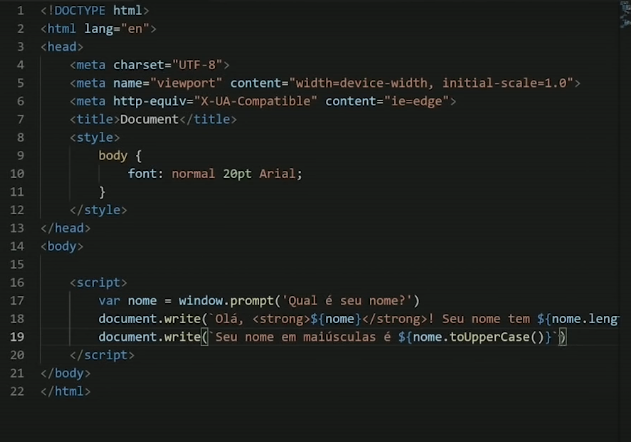 1 <!DOCTYPE html>
2 <html lang="en">
3 <head>
4 <meta charset="UTF-8">
5 <meta name="viewport" content="width=device-width, initial-scale=1.0">
6 <meta http-equiv="X-UA-Compatible" content="ie=edge">
7 <title>Document</title>
8 <style>
9 body {
10 font: normal 20pt Arial;
11 }
12 </style>
13 </head>
14 <body>
15
16 <script>
17 var nome = window.prompt('Qual é seu nome?')
18 document.write(`Olá, <strong>${nome}</strong>! Seu nome tem ${nome.leng
19 document.write(`Seu nome em maiúsculas é ${nome.toUpperCase()}`)
20 </script>
21 </body>
22 </html>